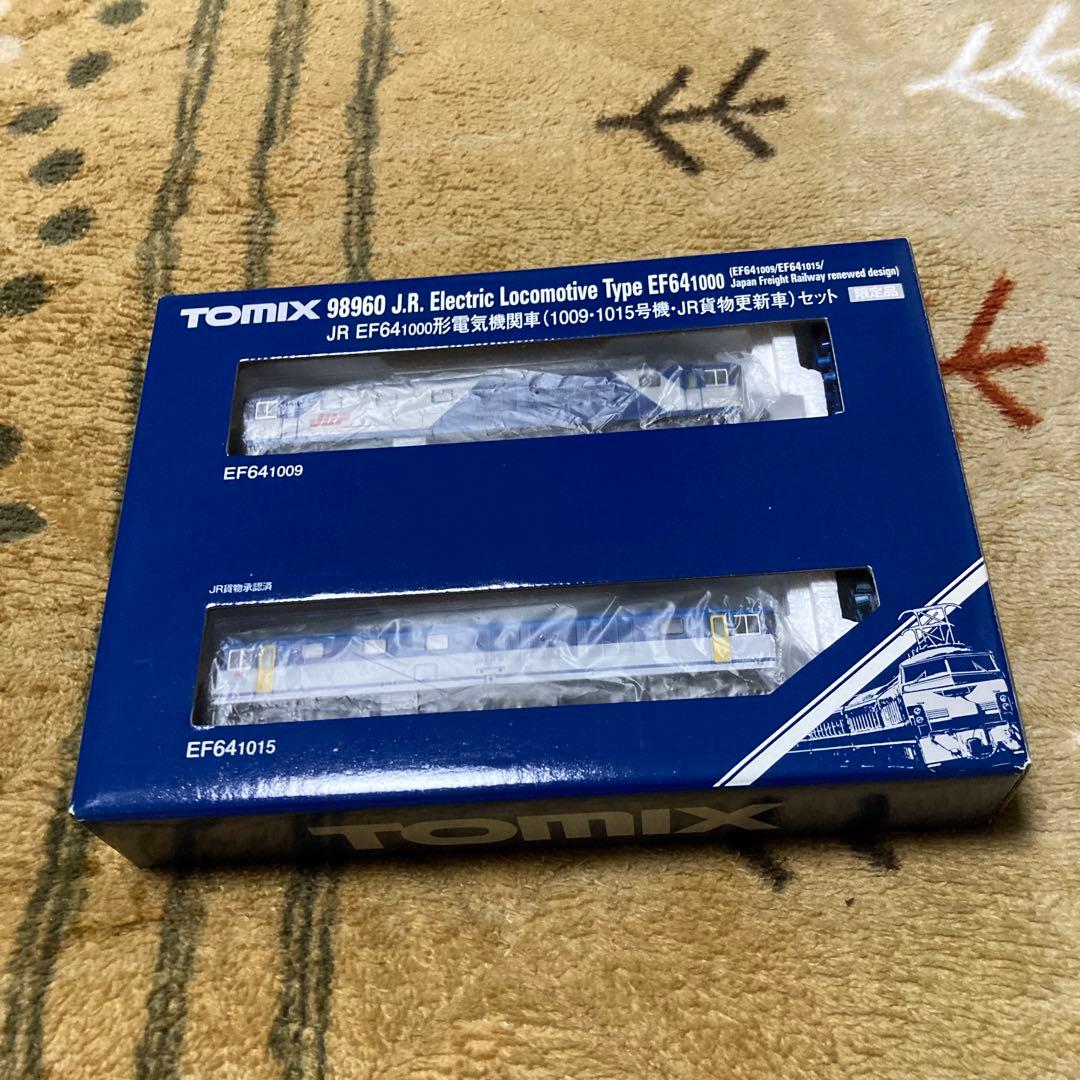 TOMIX 98960 J.R. Electric Locomotive Type EF641000 (EF641009/EF641015/
Japan Freight Railway renewed design)
JR EF641000形電気機関車(1009・1015号機・JR貨物更新車)セット 限定品
JRF
EF641009
JR貨物承認済
EF641015
TOMIX